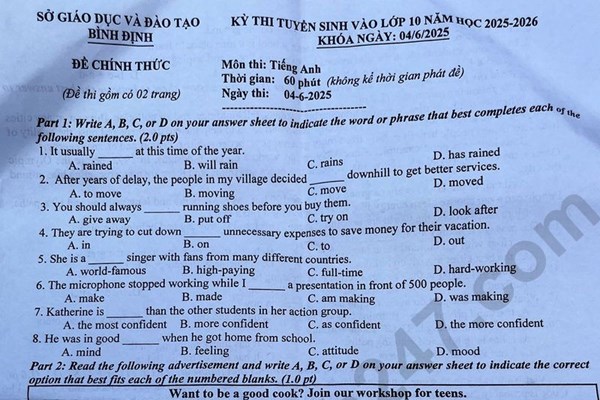 SỞ GIÁO DỤC VÀ ĐÀO TẠO
BÌNH ĐỊNH
KỲ THI TUYỂN SINH VÀO LỚP 10 NĂM HỌC 2025-2026
KHÓA NGÀY: 04/6/2025
ĐỀ CHÍNH THỨC
(Đề thi gồm có 02 trang)
Môn thi: Tiếng Anh
Thời gian: 60 phút (không kể thời gian phát đề)
Ngày thi: 04-6-2025
Part 1: Write A, B, C, or D on your answer sheet to indicate the word or phrase that best completes each of the
following sentences. (2.0 pts)
1. It usually ______ at this time of the year.
A. rained B. will rain C. rains D. has rained
2. After years of delay, the people in my village decided ______ downhill to get better services.
A. to move B. moving C. move D. moved
3. You should always ______ running shoes before you buy them.
A. give away B. put off C. try on D. look after
4. They are trying to cut down ______ unnecessary expenses to save money for their vacation.
A. in B. on C. to D. out
5. She is a ______ singer with fans from many different countries.
A. world-famous B. high-paying C. full-time D. hard-working
6. The microphone stopped working while I ______ a presentation in front of 500 people.
A. make B. made C. am making D. was making
7. Katherine is ______ than the other students in her action group.
A. the most confident B. more confident C. as confident D. the more confident
8. He was in good ______ when he got home from school.
A. mind B. feeling C. attitude D. mood
Part 2: Read the following advertisement and write A, B, C, or D on your answer sheet to indicate the correct
option that best fits each of the numbered blanks. (1.0 pt)
Want to be a good cook? Join our workshop for teens.
247.com